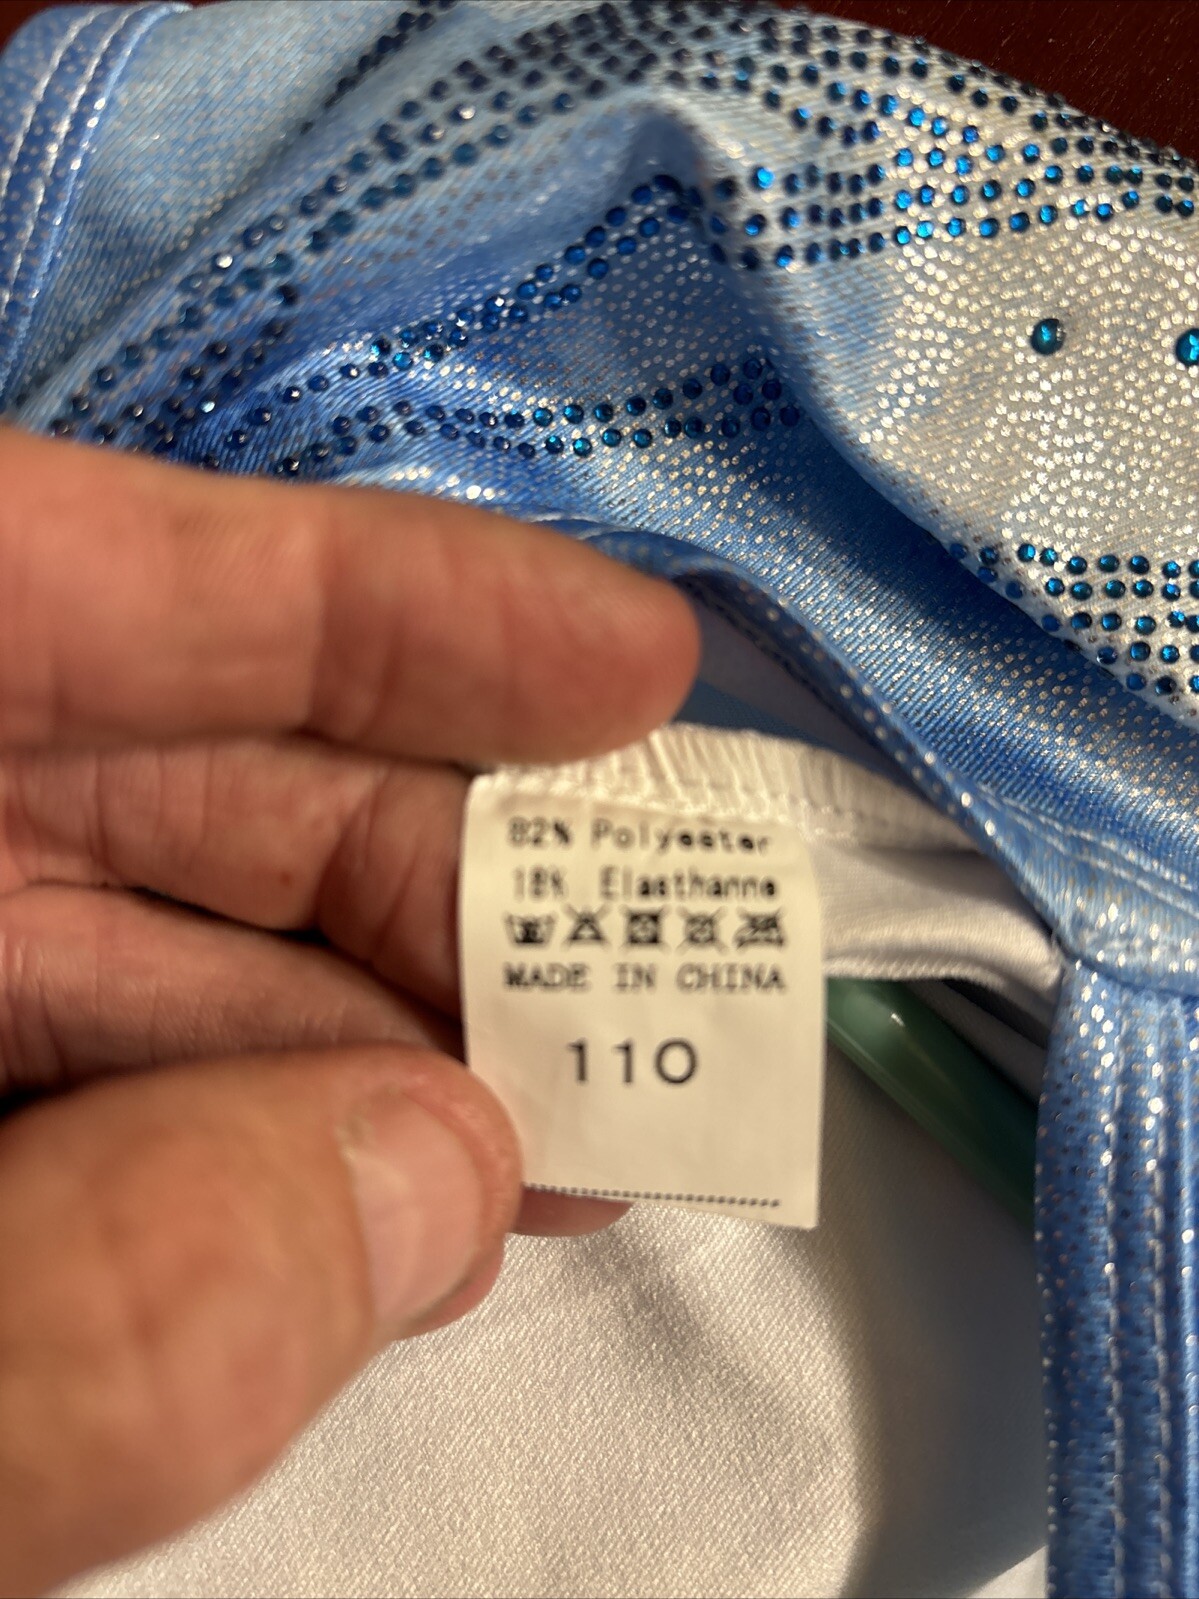 82% Polyester
18% Elasthanne
MADE IN CHINA
110